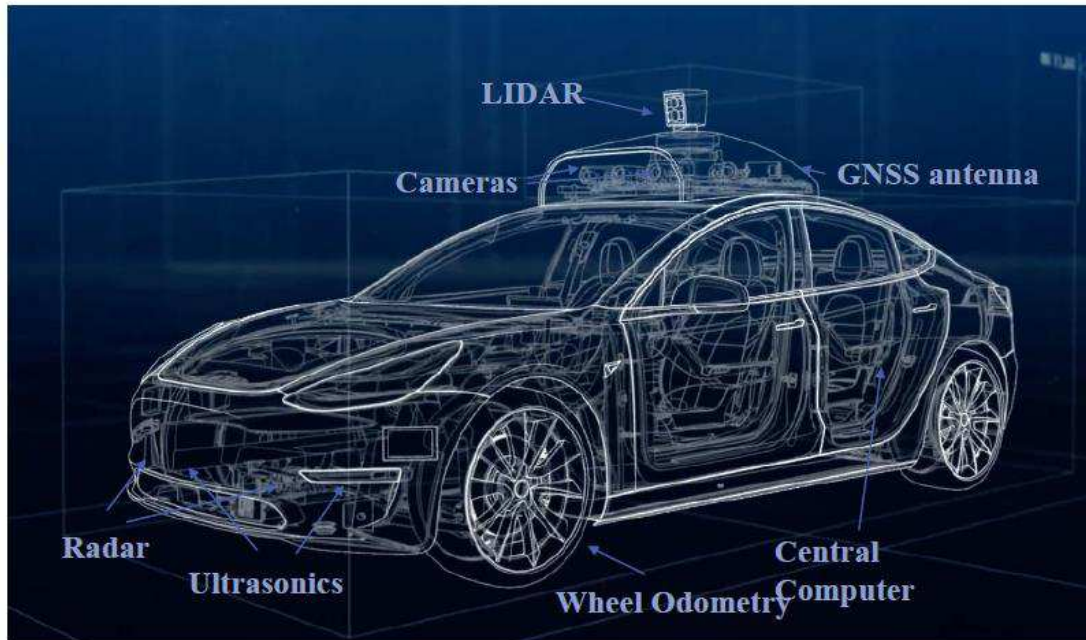 LIDAR
Cameras
GNSS antenna
Radar
Ultrasonics
Wheel Odometry
Central
Computer